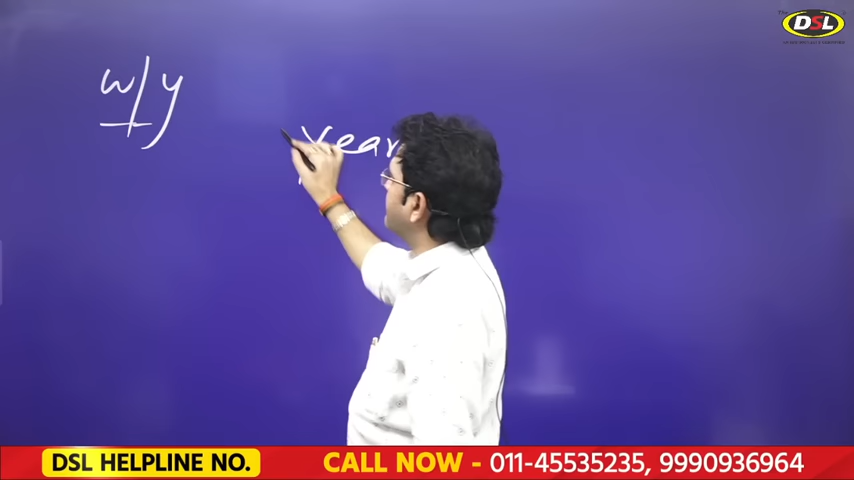 w/y
year
DSL
DSL HELPLINE NO. CALL NOW - 011-45535235, 9990936964